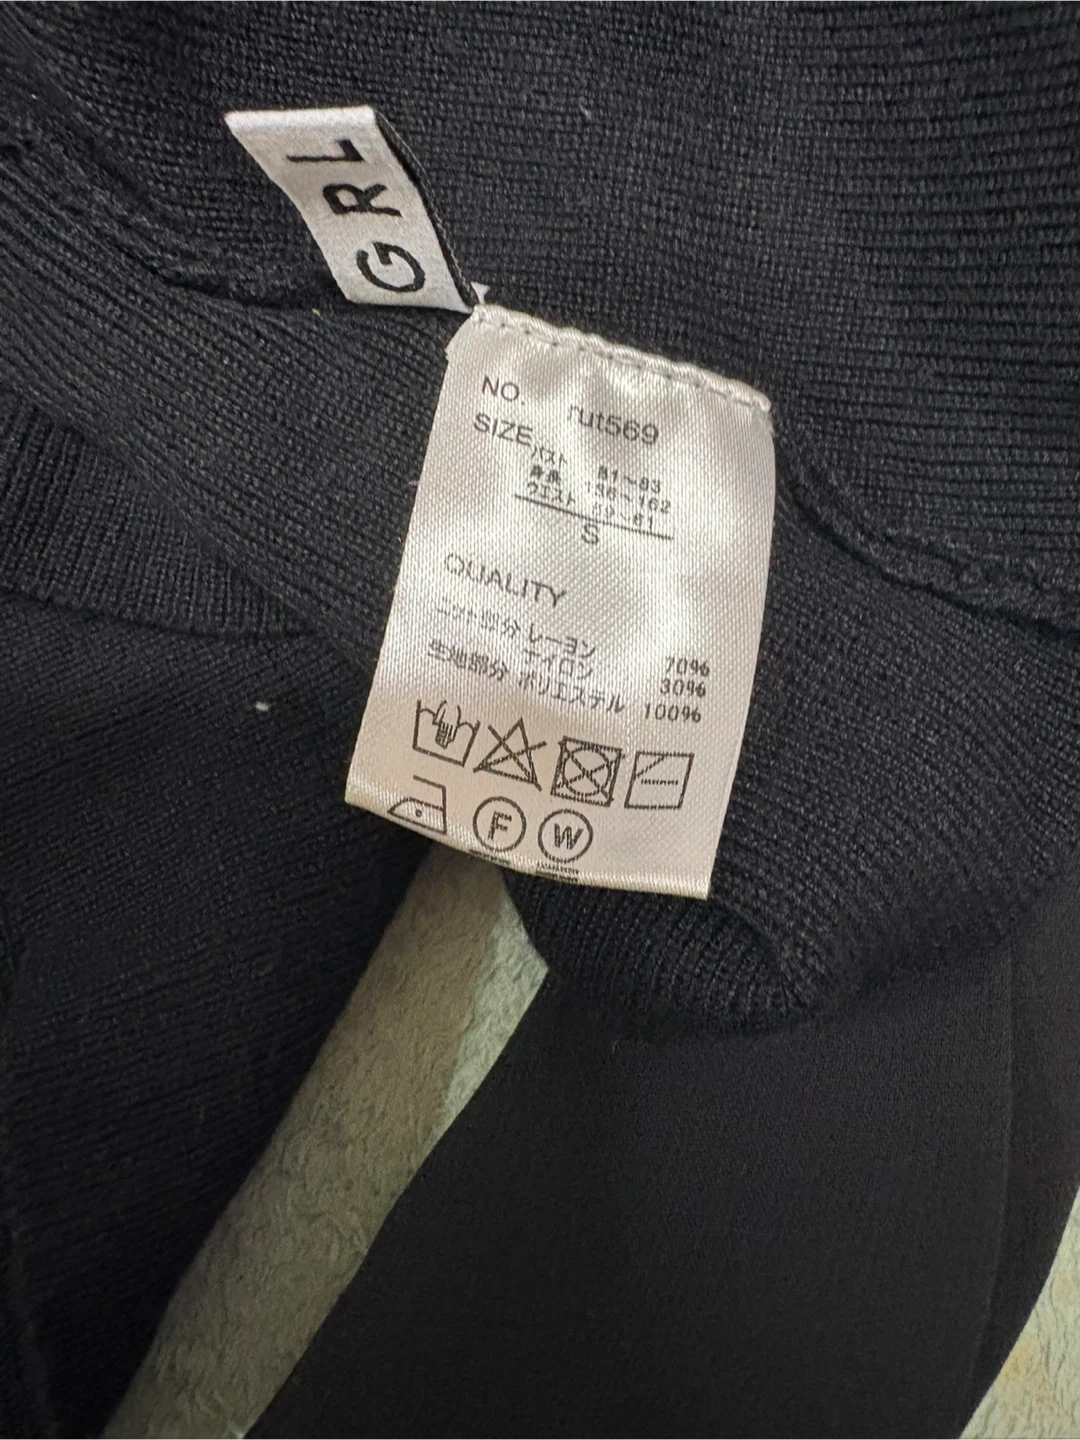 GRL
NO. rut569
SIZE
バスト 81~83
身長 156~162
ウエスト 59~61
S
QUALITY
ニット部分 レーヨン 70%
ナイロン 30%
生地部分 ポリエステル 100%
F W